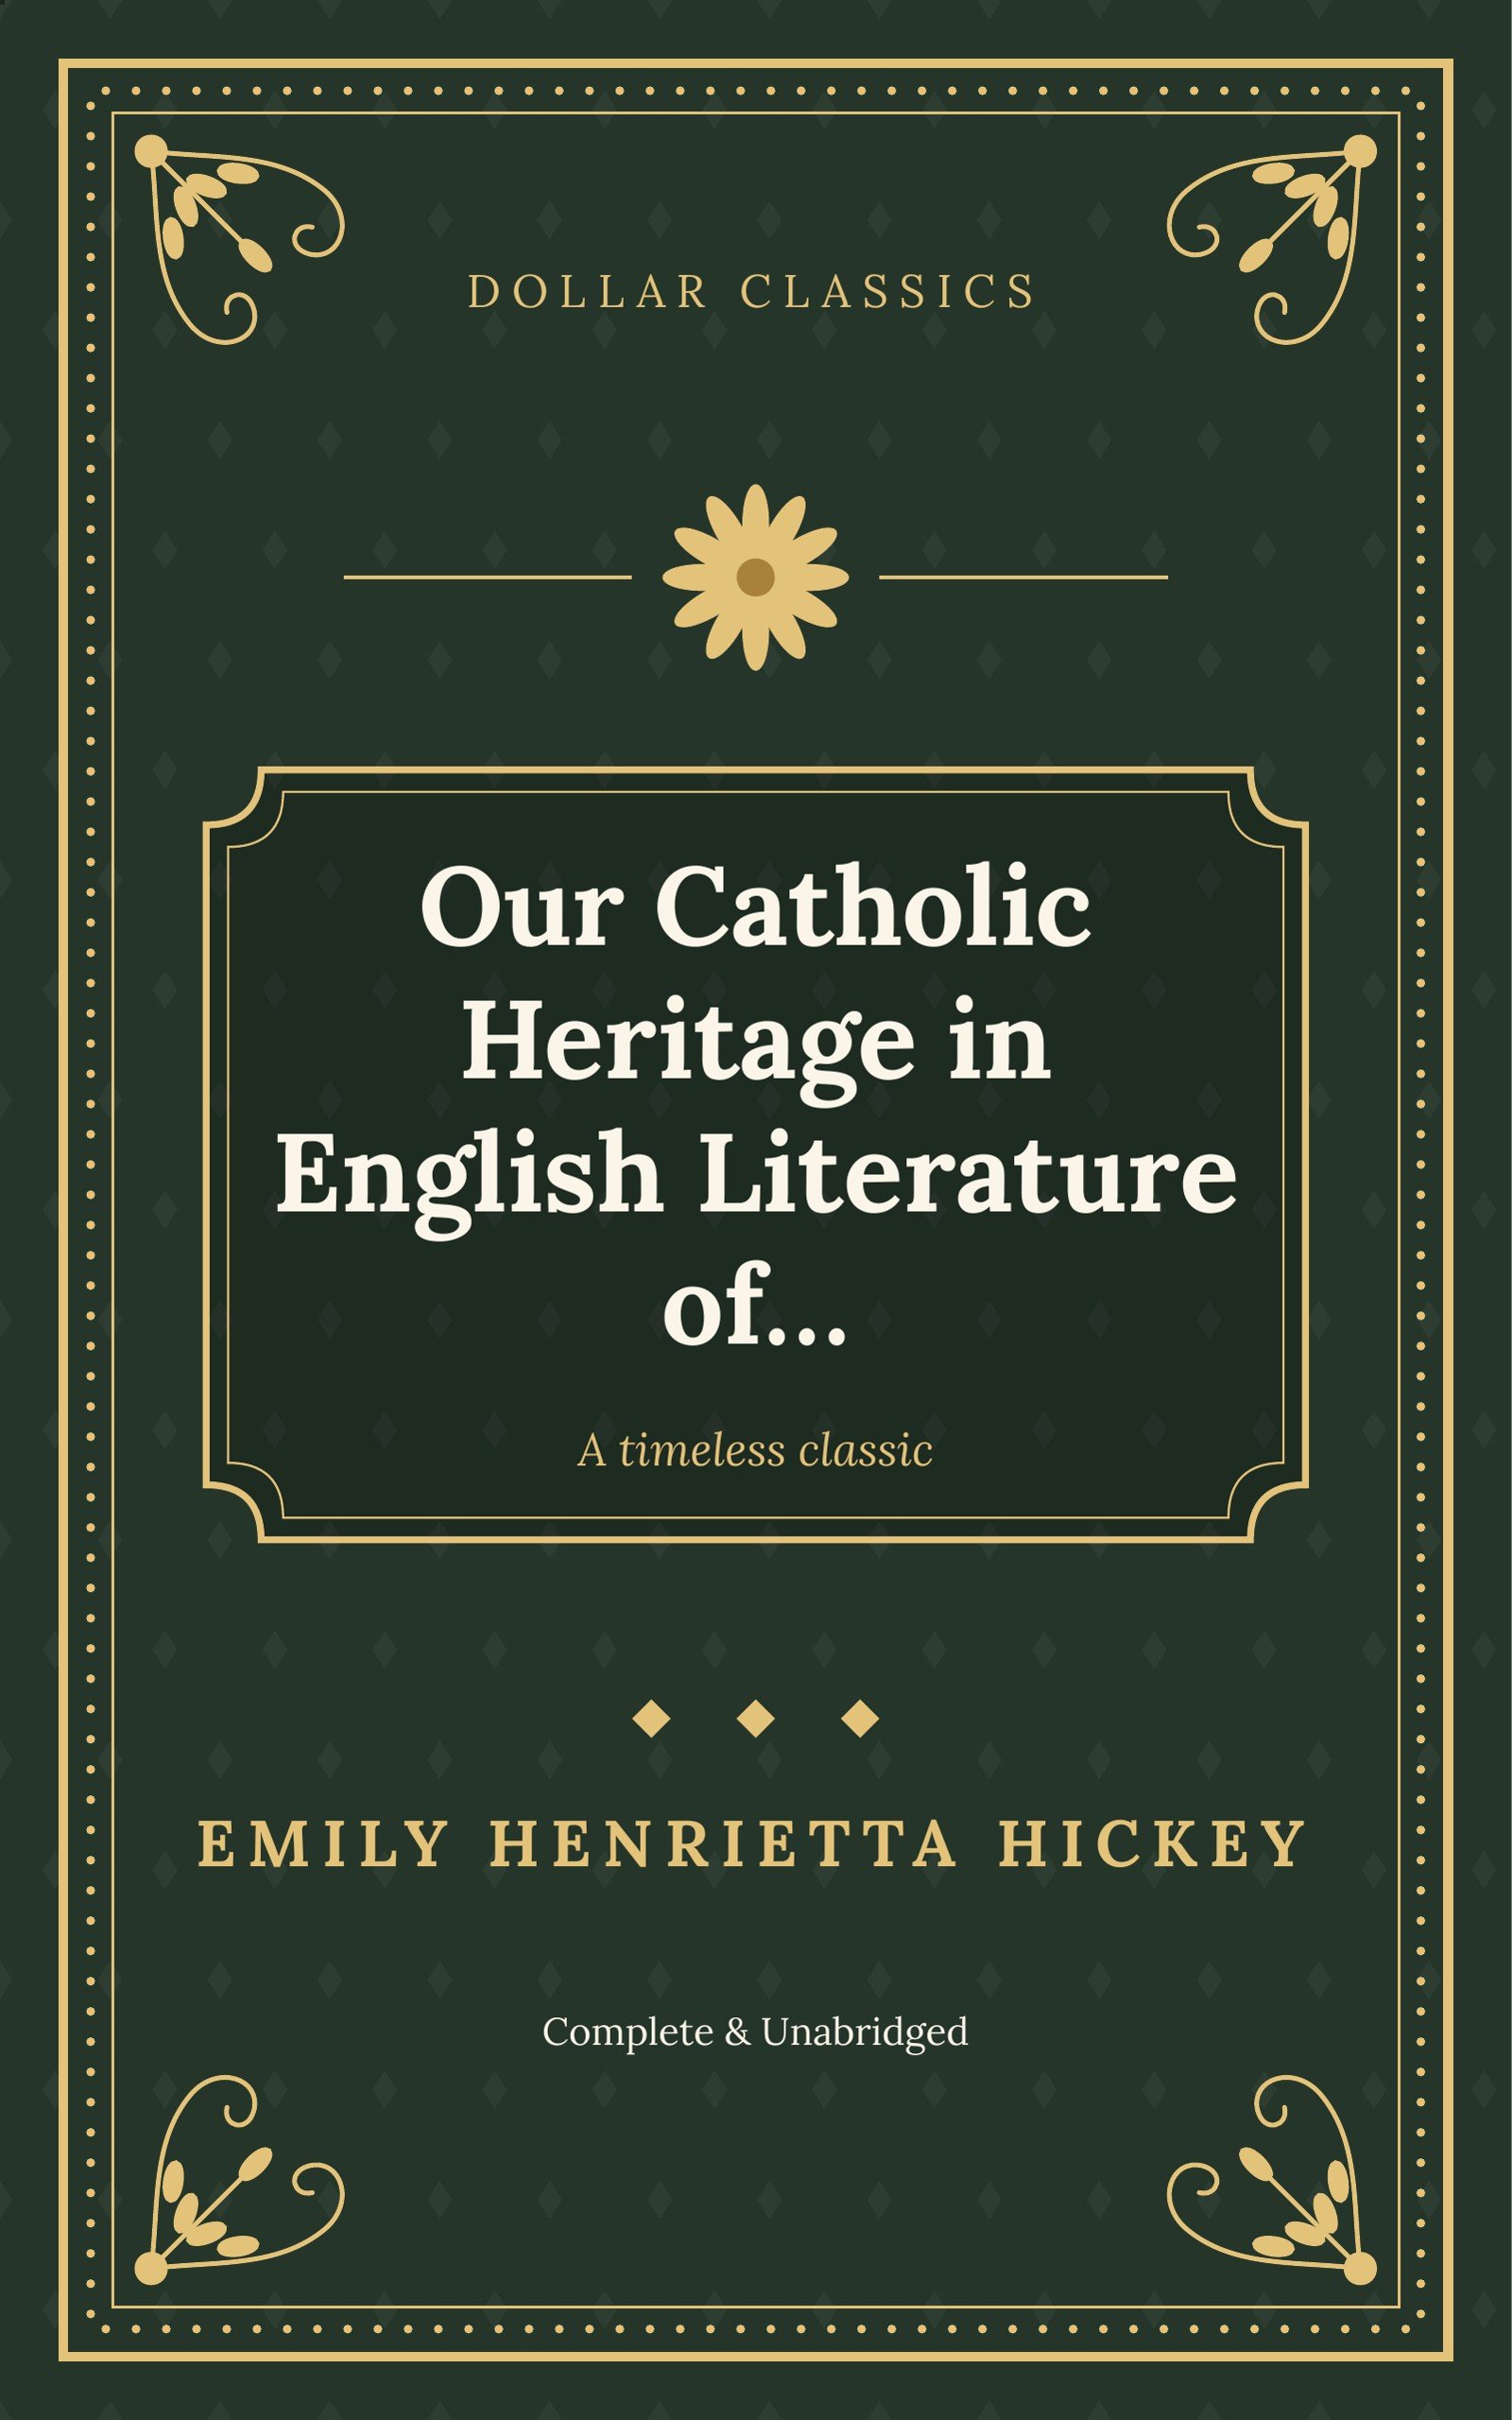 DOLLAR CLASSICS
Our Catholic
Heritage in
English Literature
of...
A timeless classic
EMILY HENRIETTA HICKEY
Complete & Unabridged